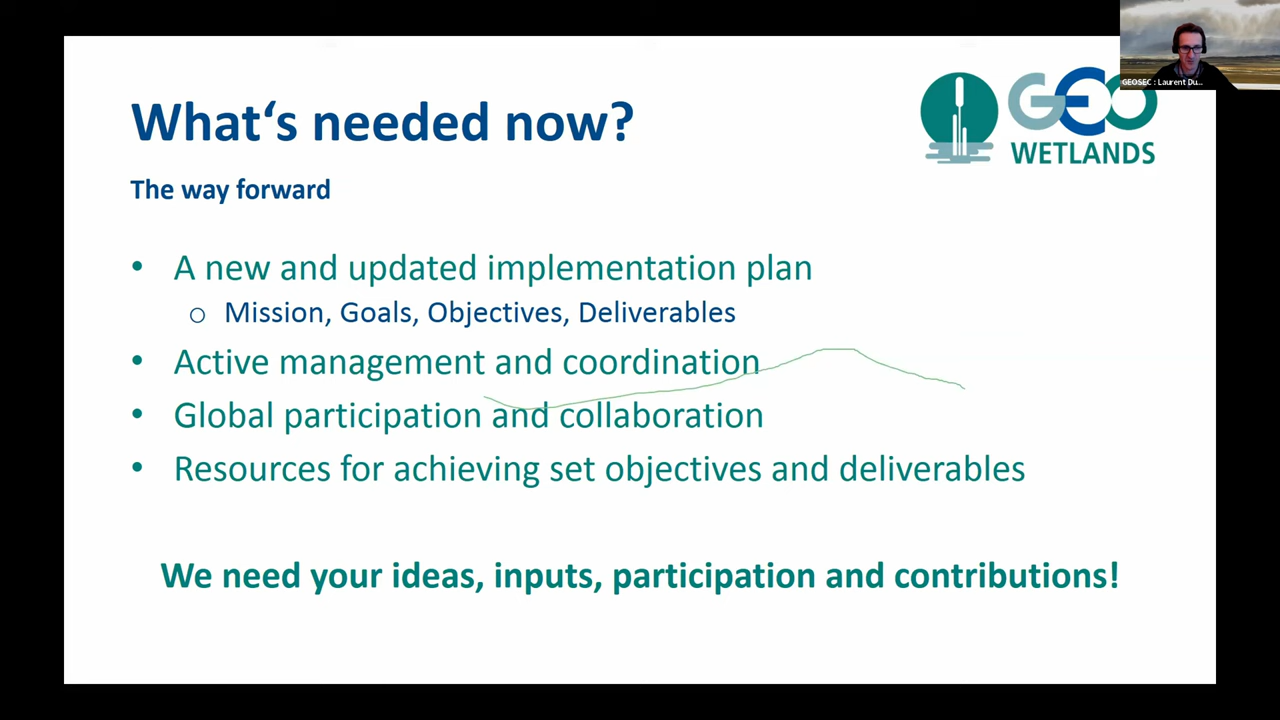 GEOSEC : Laurent Du...
GEO
WETLANDS
What‘s needed now?
The way forward
• A new and updated implementation plan
o Mission, Goals, Objectives, Deliverables
• Active management and coordination
• Global participation and collaboration
• Resources for achieving set objectives and deliverables
We need your ideas, inputs, participation and contributions!